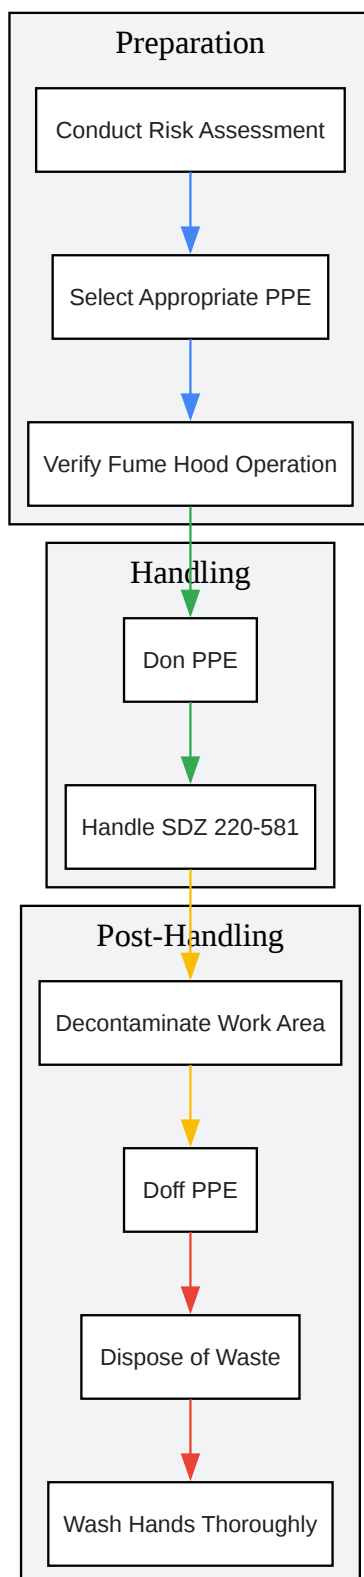 Preparation
Conduct Risk Assessment
Select Appropriate PPE
Verify Fume Hood Operation
Handling
Don PPE
Handle SDZ 220-581
Post-Handling
Decontaminate Work Area
Doff PPE
Dispose of Waste
Wash Hands Thoroughly